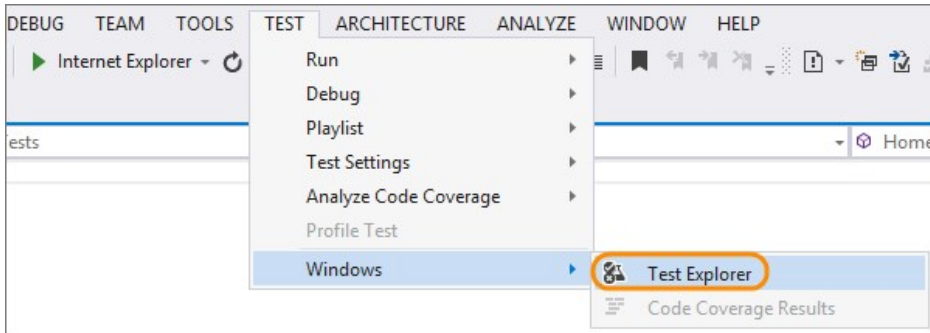 DEBUG TEAM TOOLS TEST ARCHITECTURE ANALYZE WINDOW HELP
Internet Explorer
Run
Debug
Playlist
ests Home
Test Settings
Analyze Code Coverage
Profile Test
Windows
Test Explorer
Code Coverage Results